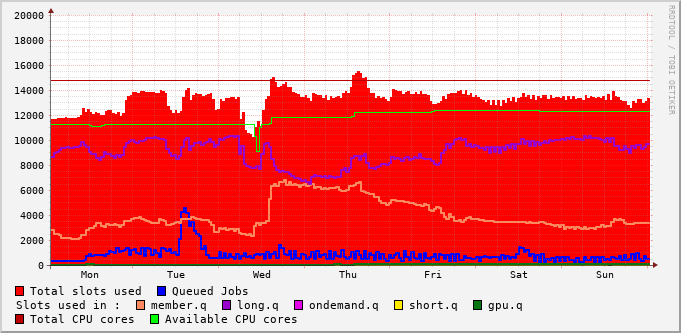 20000
18000
16000
14000
12000
10000
8000
6000
4000
2000
0
Mon Tue Wed Thu Fri Sat Sun
RRDTOOL / TOBI OETIKER
Total slots used Queued Jobs
Slots used in : member.q long.q ondemand.q short.q gpu.q
Total CPU cores Available CPU cores